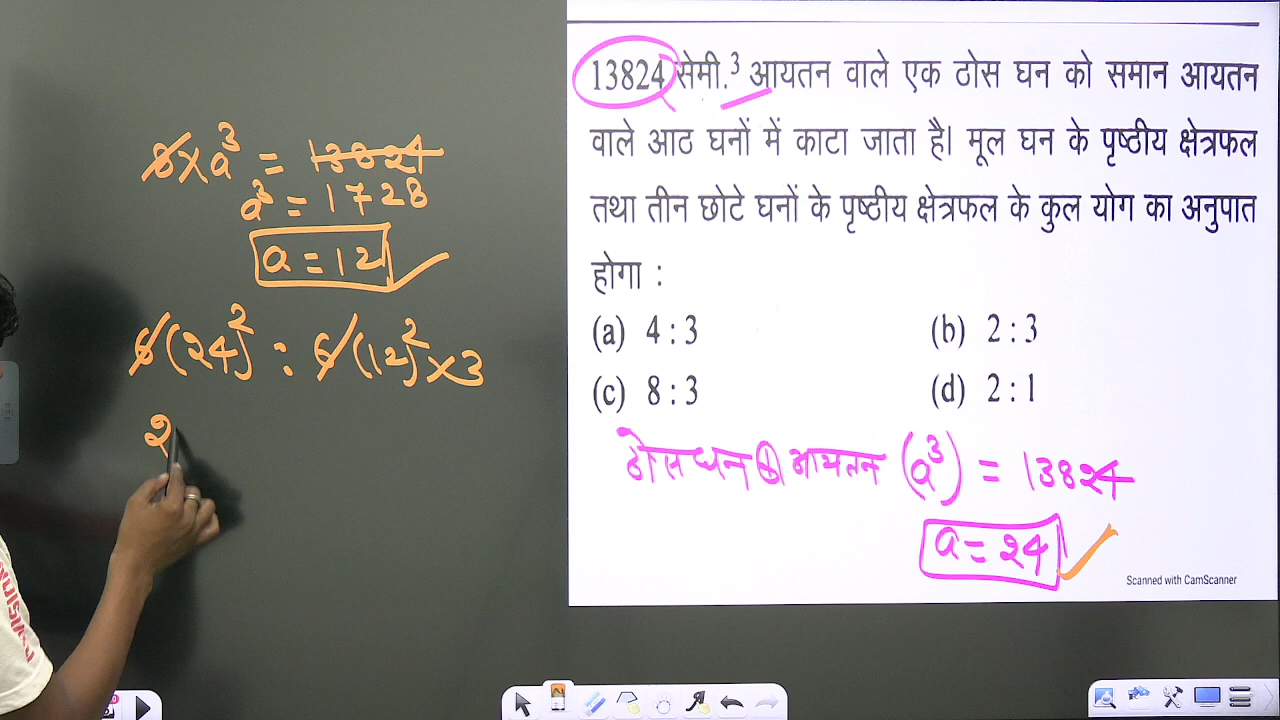 13824 सेमी.³ आयतन वाले एक ठोस घन को समान आयतन
वाले आठ घनों में काटा जाता है। मूल घन के पृष्ठीय क्षेत्रफल
तथा तीन छोटे घनों के पृष्ठीय क्षेत्रफल के कुल योग का अनुपात
होगा :
(a) 4 : 3
(b) 2 : 3
(c) 8 : 3
(d) 2 : 1
ठोस घन का आयतन (a³) = 13824
a = 24
Scanned with CamScanner
8×a³ = 13824
a³ = 1728
a = 12
6(24)² : 6(12)²×3
2